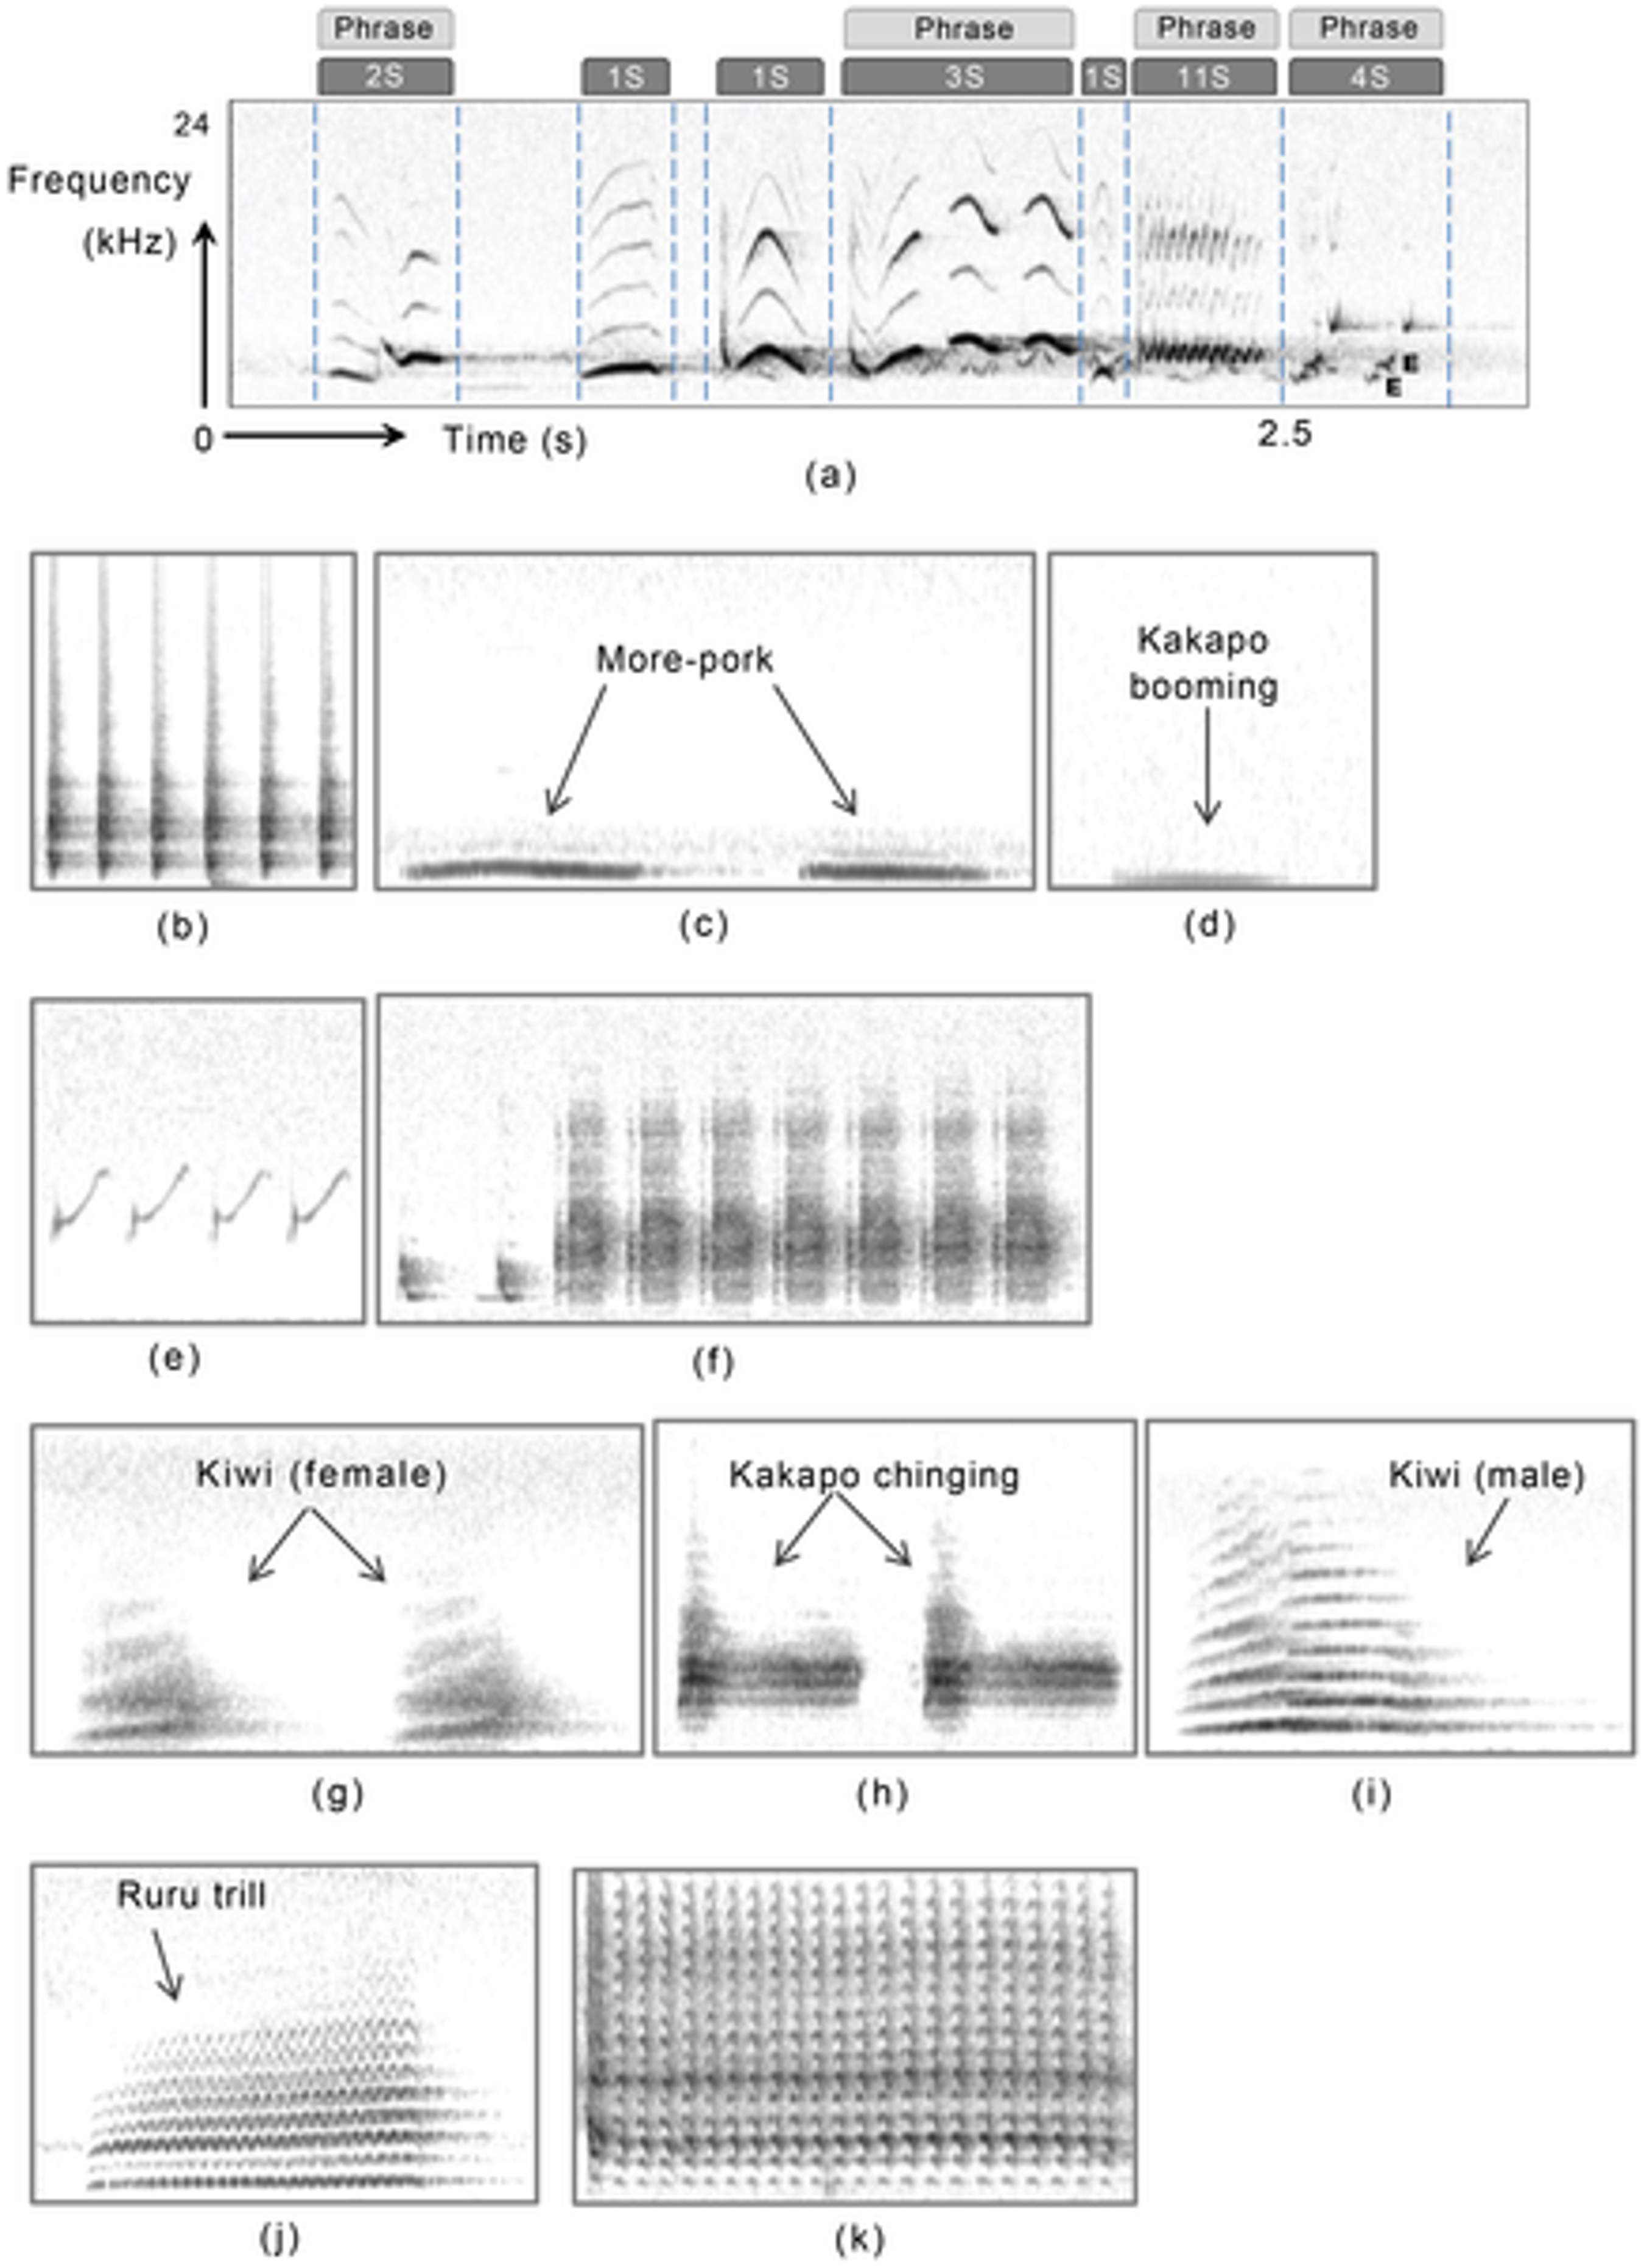 Phrase Phrase Phrase Phrase
2S 1S 1S 3S 1S 11S 4S
24
Frequency
(kHz)
E
E
0 Time (s) 2.5
(a)
More-pork
Kakapo
booming
(b) (c) (d)
(e) (f)
Kiwi (female) Kakapo chinging Kiwi (male)
(g) (h) (i)
Ruru trill
(j) (k)